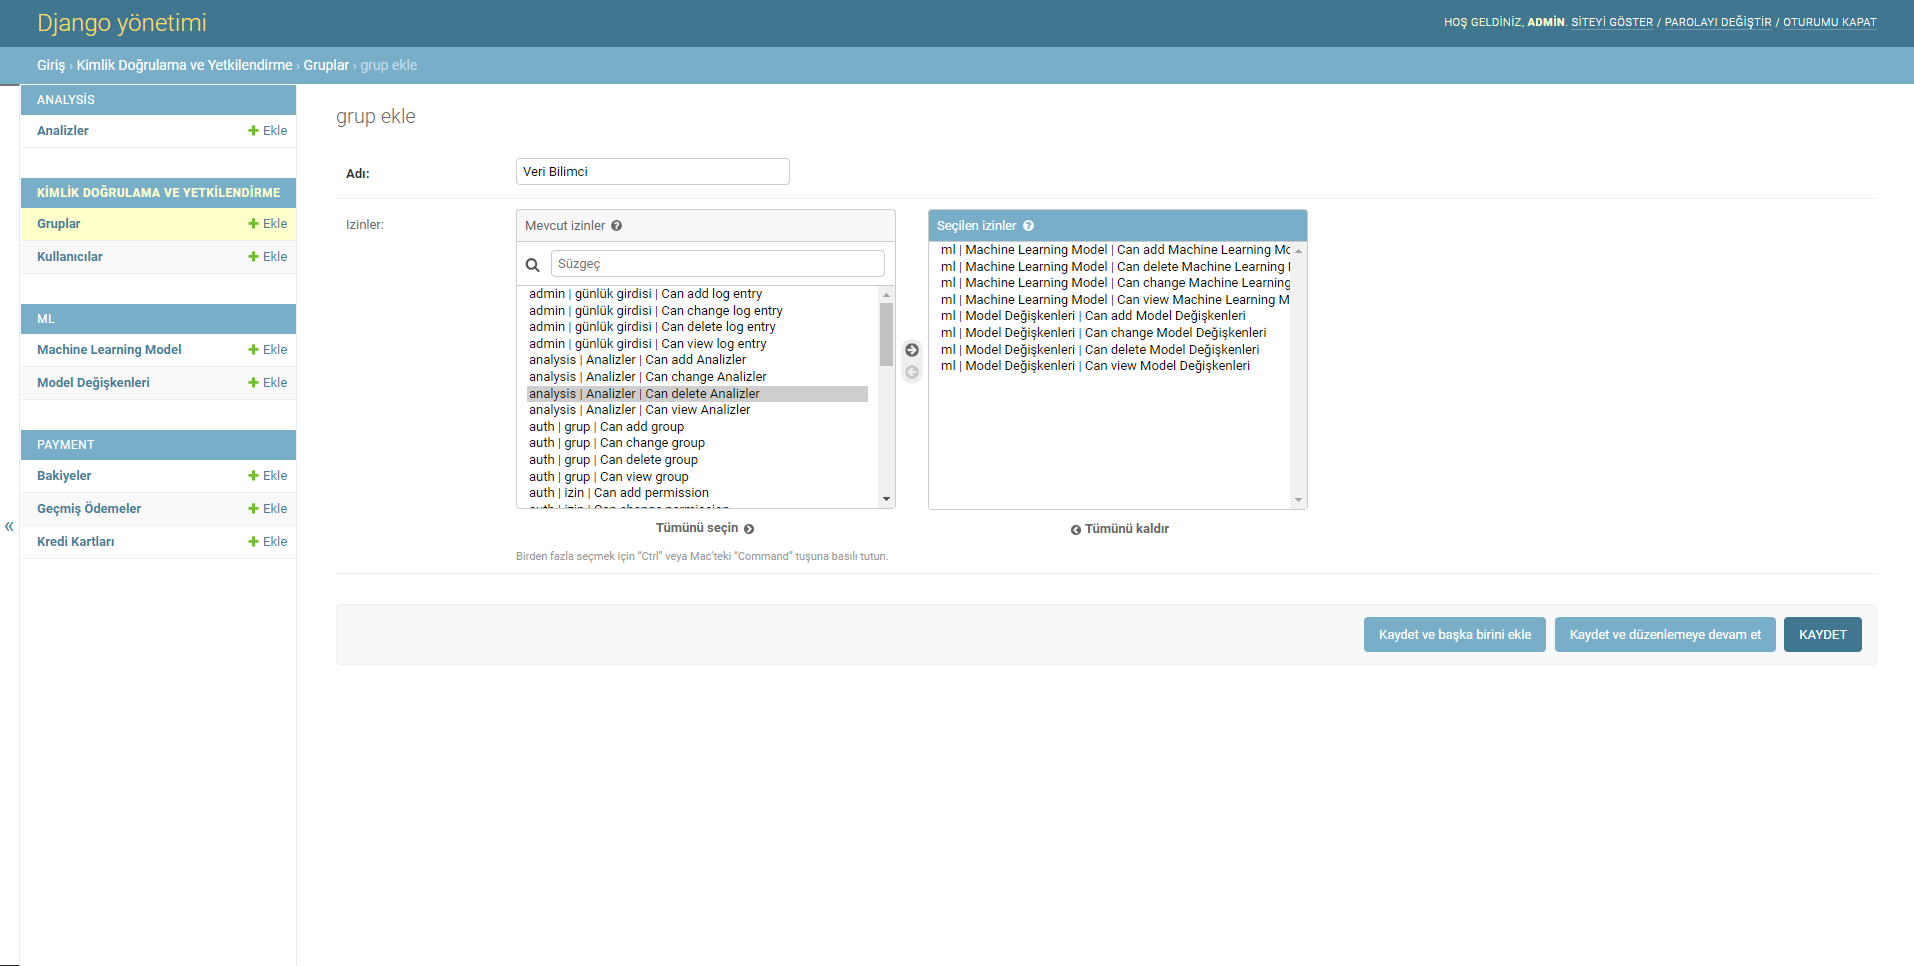 Django yönetimi
HOŞ GELDİNİZ, ADMIN. SİTEYİ GÖSTER / PAROLAYI DEĞİŞTİR / OTURUMU KAPAT
Giriş › Kimlik Doğrulama ve Yetkilendirme › Gruplar › grup ekle
ANALYSİS
Analizler
Ekle
KİMLİK DOĞRULAMA VE YETKİLENDİRME
Gruplar
Ekle
Kullanıcılar
Ekle
ML
Machine Learning Model
Ekle
Model Değişkenleri
Ekle
PAYMENT
Bakiyeler
Ekle
Geçmiş Ödemeler
Ekle
Kredi Kartları
Ekle
«
grup ekle
Adı:
Veri Bilimci
Izinler:
Mevcut izinler
Süzgeç
admin | günlük girdisi | Can add log entry
admin | günlük girdisi | Can change log entry
admin | günlük girdisi | Can delete log entry
admin | günlük girdisi | Can view log entry
analysis | Analizler | Can add Analizler
analysis | Analizler | Can change Analizler
analysis | Analizler | Can delete Analizler
analysis | Analizler | Can view Analizler
auth | grup | Can add group
auth | grup | Can change group
auth | grup | Can delete group
auth | grup | Can view group
auth | izin | Can add permission
auth | izin | Can change permission
Tümünü seçin
Birden fazla seçmek için “Ctrl” veya Mac’teki “Command” tuşuna basılı tutun.
Seçilen izinler
ml | Machine Learning Model | Can add Machine Learning Mo
ml | Machine Learning Model | Can delete Machine Learning
ml | Machine Learning Model | Can change Machine Learning
ml | Machine Learning Model | Can view Machine Learning M
ml | Model Değişkenleri | Can add Model Değişkenleri
ml | Model Değişkenleri | Can change Model Değişkenleri
ml | Model Değişkenleri | Can delete Model Değişkenleri
ml | Model Değişkenleri | Can view Model Değişkenleri
Tümünü kaldır
Kaydet ve başka birini ekle
Kaydet ve düzenlemeye devam et
KAYDET